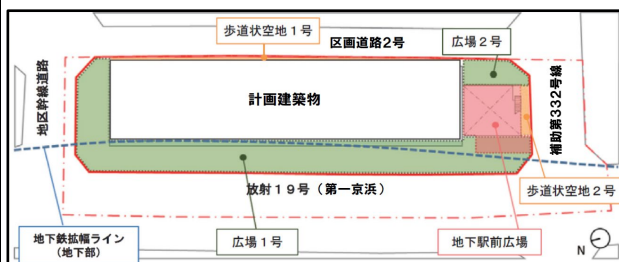 歩道状空地1号
区画道路2号
広場2号
地区幹線道路
計画建築物
補助第332号線
歩道状空地2号
放射19号(第一京浜)
地下鉄拡幅ライン
(地下部)
広場1号
地下駅前広場
N